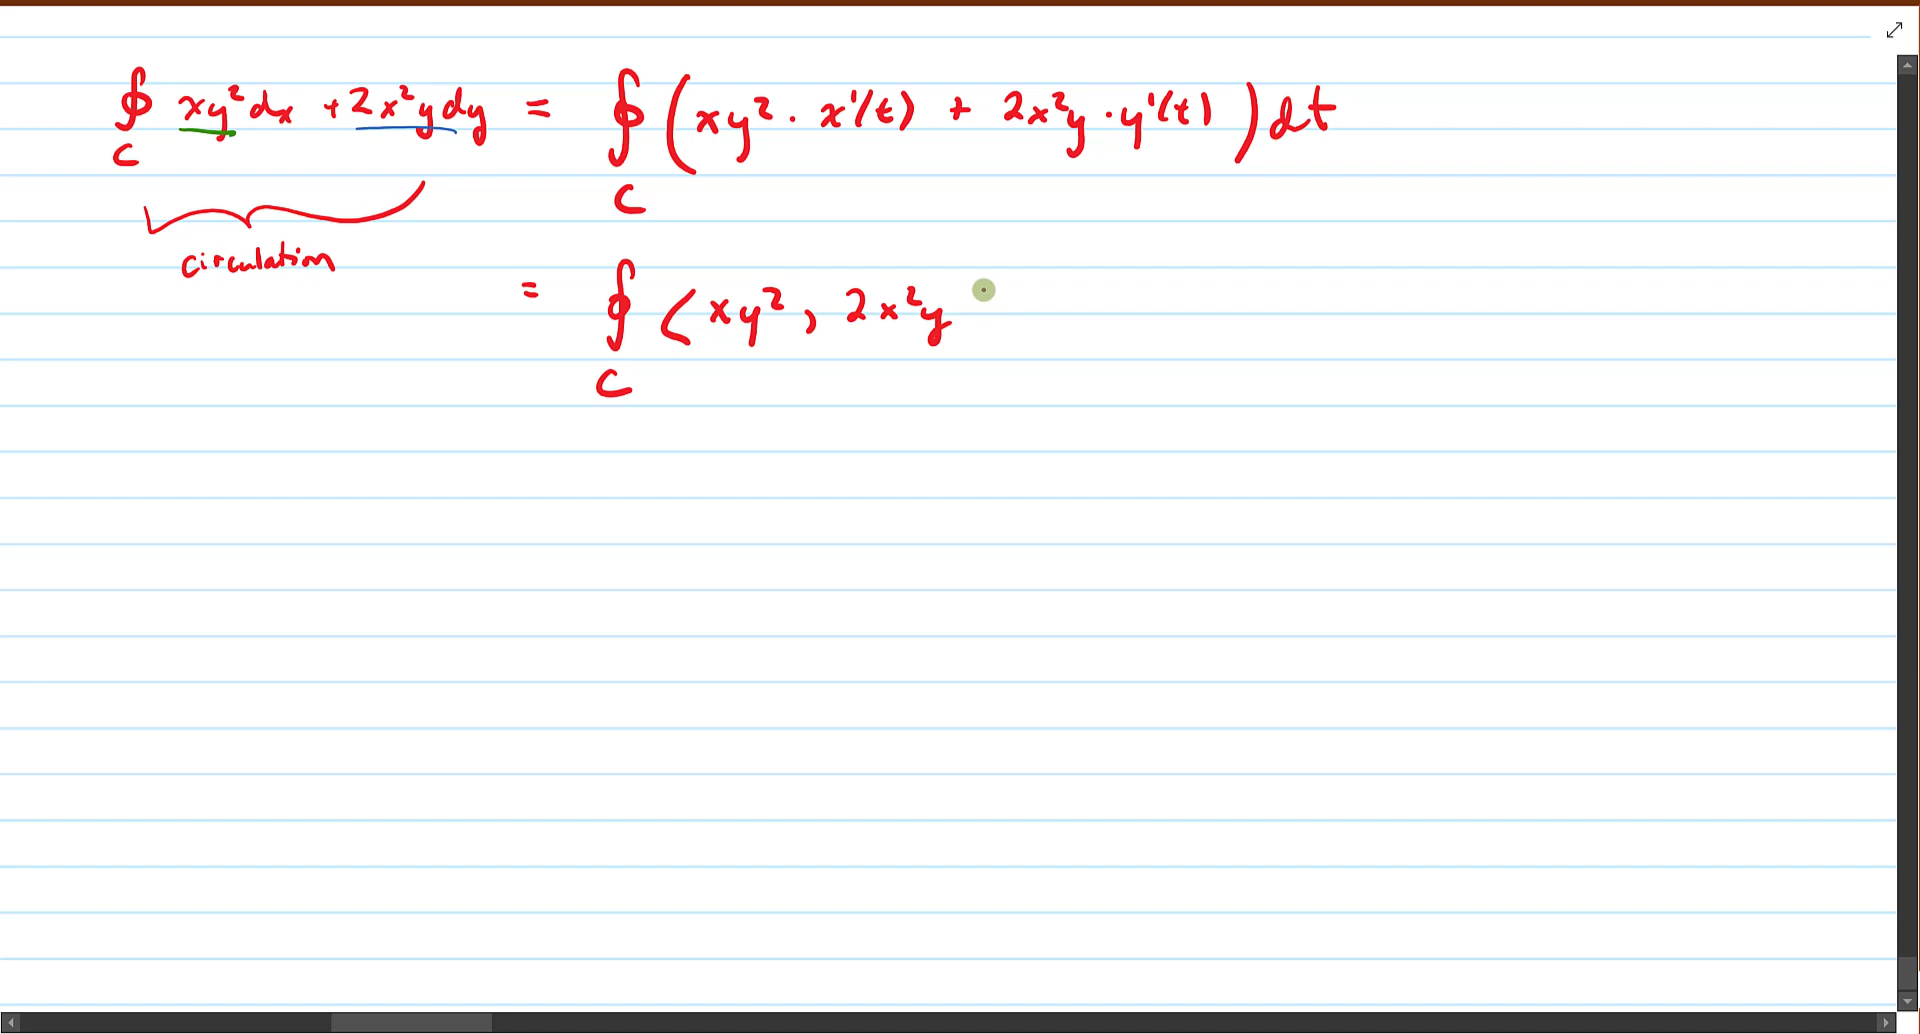 ∮_C xy² dx + 2x²y dy = ∮_C (xy² · x'(t) + 2x²y · y'(t)) dt
circulation
= ∮_C ⟨xy², 2x²y